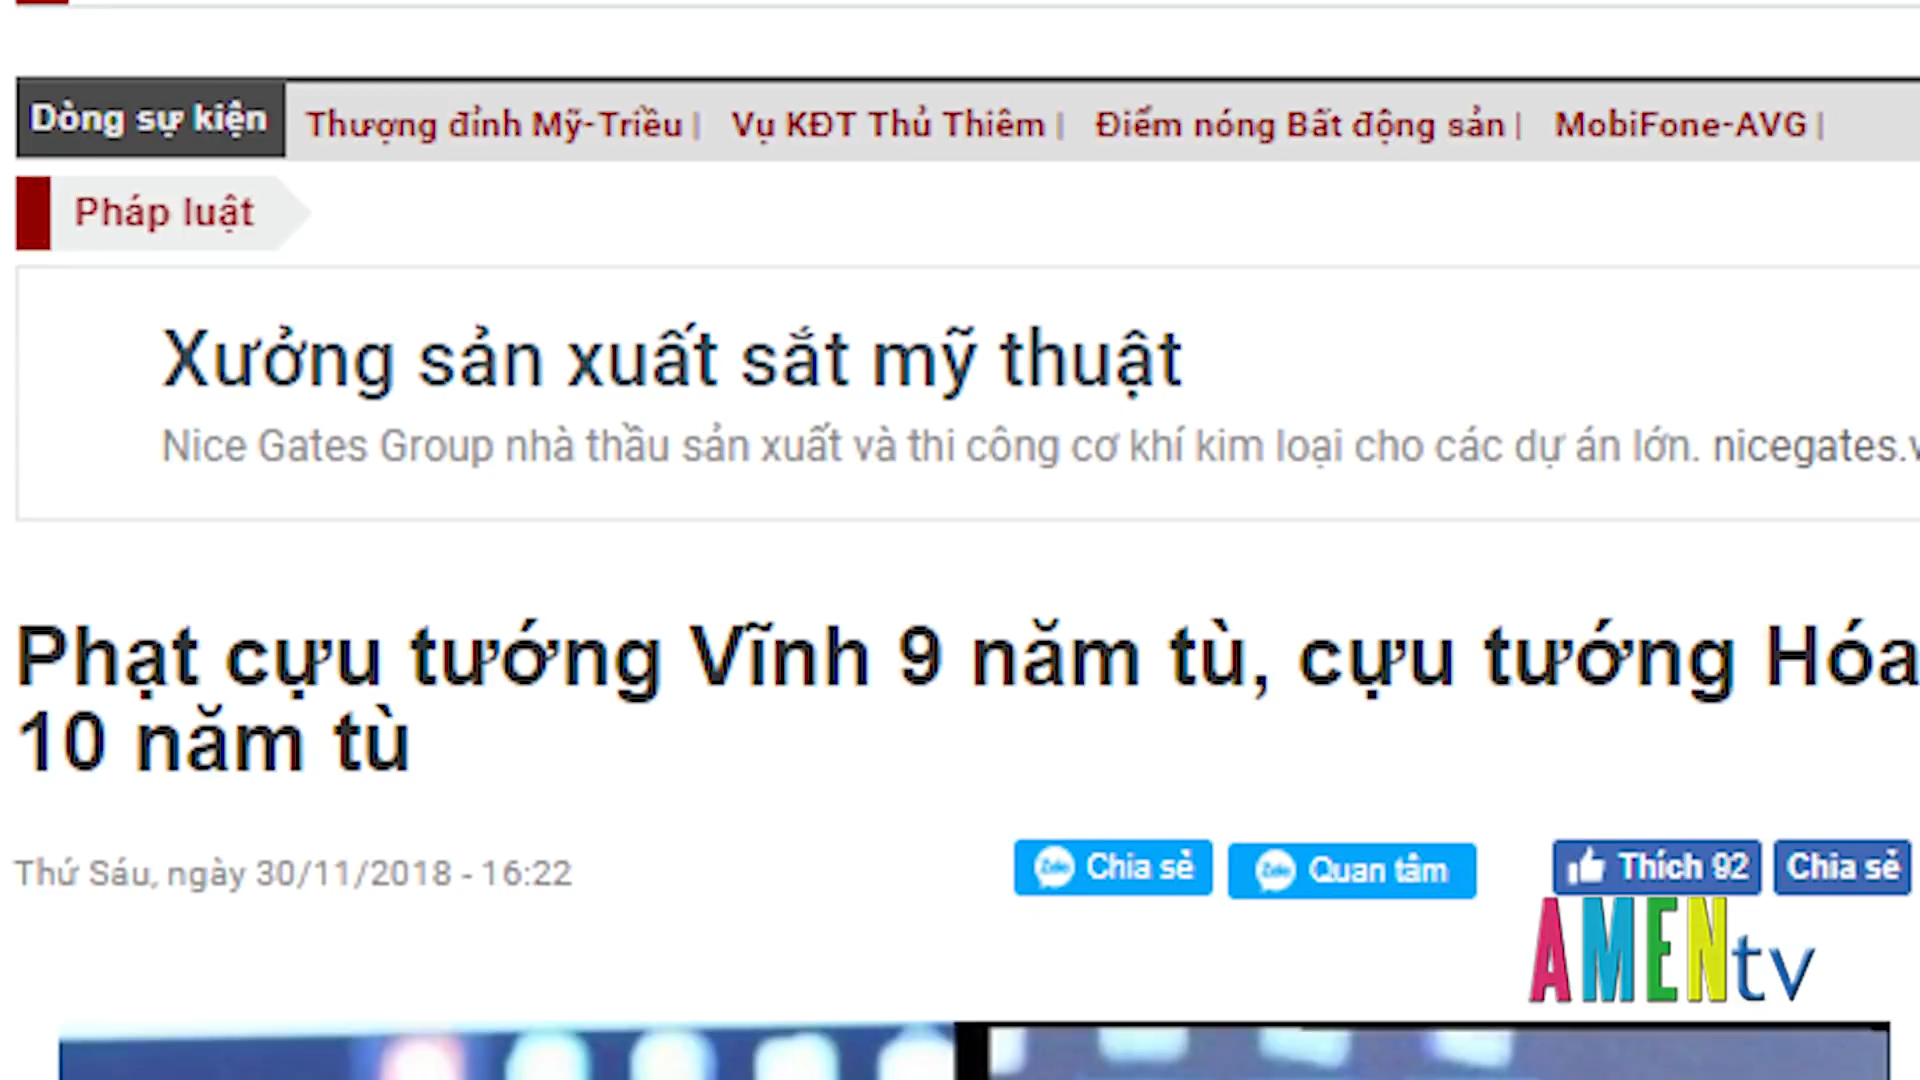 Dòng sự kiện Thượng đỉnh Mỹ-Triều | Vụ KĐT Thủ Thiêm | Điểm nóng Bất động sản | MobiFone-AVG |
Pháp luật
Xưởng sản xuất sắt mỹ thuật
Nice Gates Group nhà thầu sản xuất và thi công cơ khí kim loại cho các dự án lớn. nicegates.v
Phạt cựu tướng Vĩnh 9 năm tù, cựu tướng Hóa
10 năm tù
Thứ Sáu, ngày 30/11/2018 - 16:22 Zalo Chia sẻ Zalo Quan tâm Thích 92 Chia sẻ
AMENtv